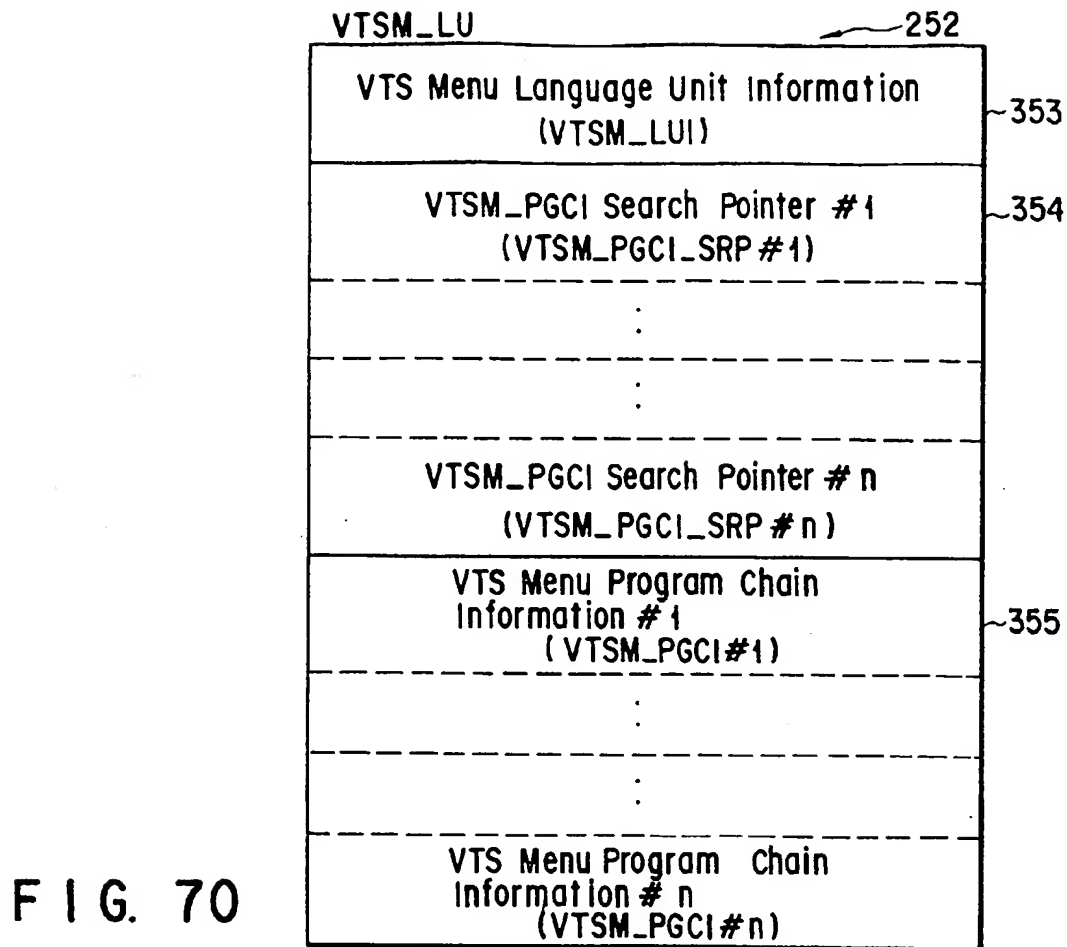 VTSM_LU
252
VTS Menu Language Unit Information
(VTSM_LUI)
353
VTSM_PGCI Search Pointer #1
(VTSM_PGCI_SRP#1)
354
VTSM_PGCI Search Pointer #n
(VTSM_PGCI_SRP#n)
VTS Menu Program Chain
Information #1
(VTSM_PGCI#1)
355
VTS Menu Program Chain
Information # n
(VTSM_PGCI#n)
FIG. 70